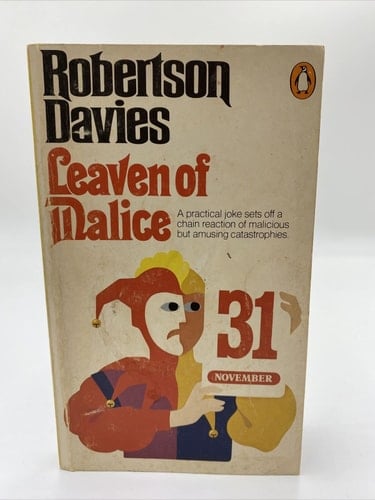 Robertson
Davies
Leaven of
Malice
A practical joke sets off a
chain reaction of malicious
but amusing catastrophies.
31
NOVEMBER